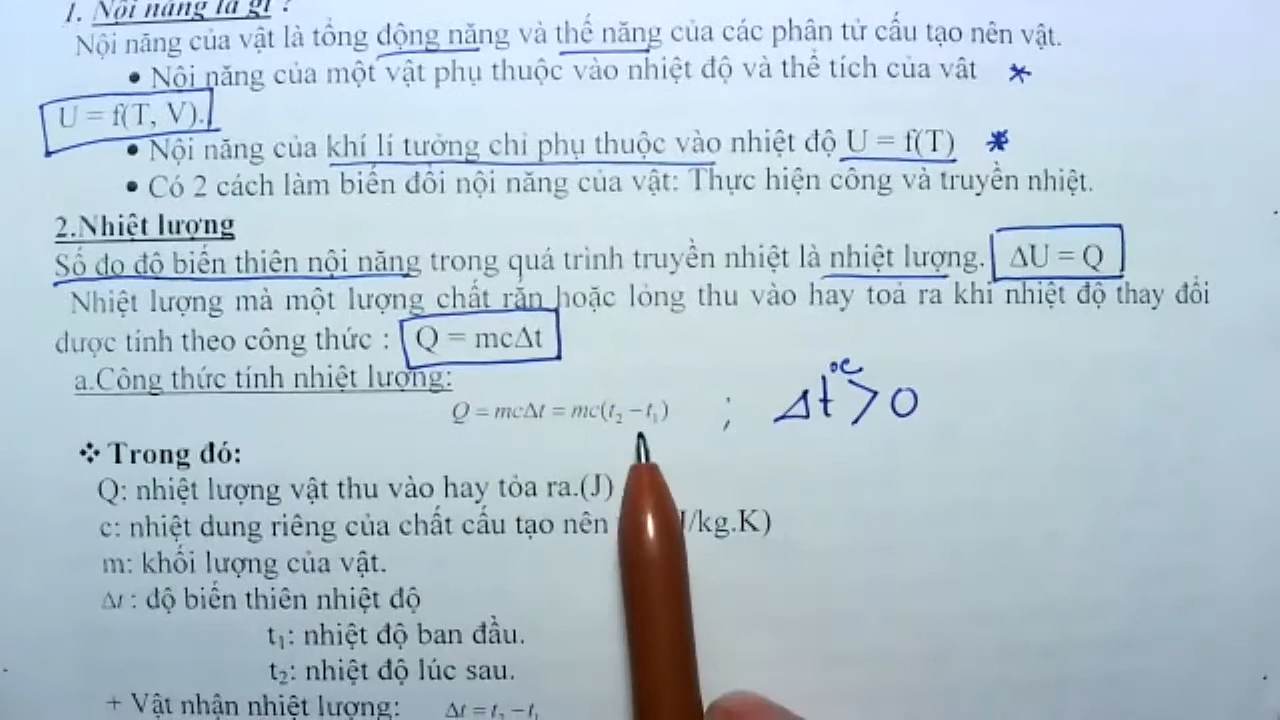 1. Nội năng là gì ?
Nội năng của vật là tổng động năng và thế năng của các phân tử cấu tạo nên vật.
• Nội năng của một vật phụ thuộc vào nhiệt độ và thể tích của vật *
U = f(T, V).
• Nội năng của khí lí tưởng chỉ phụ thuộc vào nhiệt độ U = f(T) *
• Có 2 cách làm biến đổi nội năng của vật: Thực hiện công và truyền nhiệt.
2.Nhiệt lượng
Số đo độ biến thiên nội năng trong quá trình truyền nhiệt là nhiệt lượng. ΔU = Q
Nhiệt lượng mà một lượng chất rắn hoặc lỏng thu vào hay toả ra khi nhiệt độ thay đổi
được tính theo công thức : Q = mcΔt
a.Công thức tính nhiệt lượng:
Q = mcΔt = mc(t₂ − t₁) ; Δt°C > 0
❖ Trong đó:
Q: nhiệt lượng vật thu vào hay tỏa ra.(J)
c: nhiệt dung riêng của chất cấu tạo nên /kg.K)
m: khối lượng của vật.
Δt : độ biến thiên nhiệt độ
t₁: nhiệt độ ban đầu.
t₂: nhiệt độ lúc sau.
+ Vật nhận nhiệt lượng: Δt = t₂ − t₁